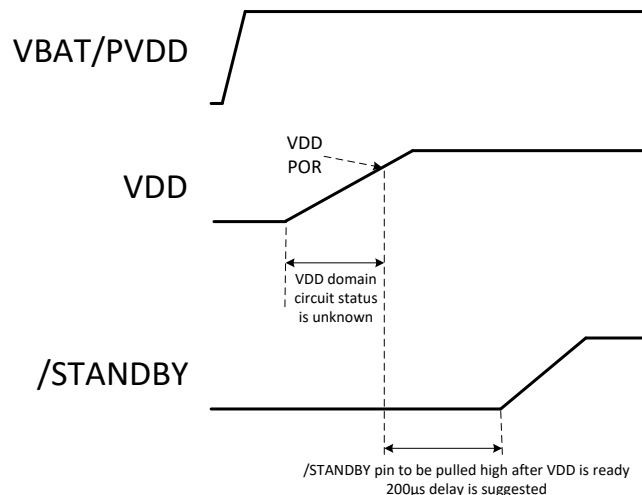 VBAT/PVDD
VDD
POR
VDD
VDD domain
circuit status
is unknown
/STANDBY
/STANDBY pin to be pulled high after VDD is ready
200µs delay is suggested